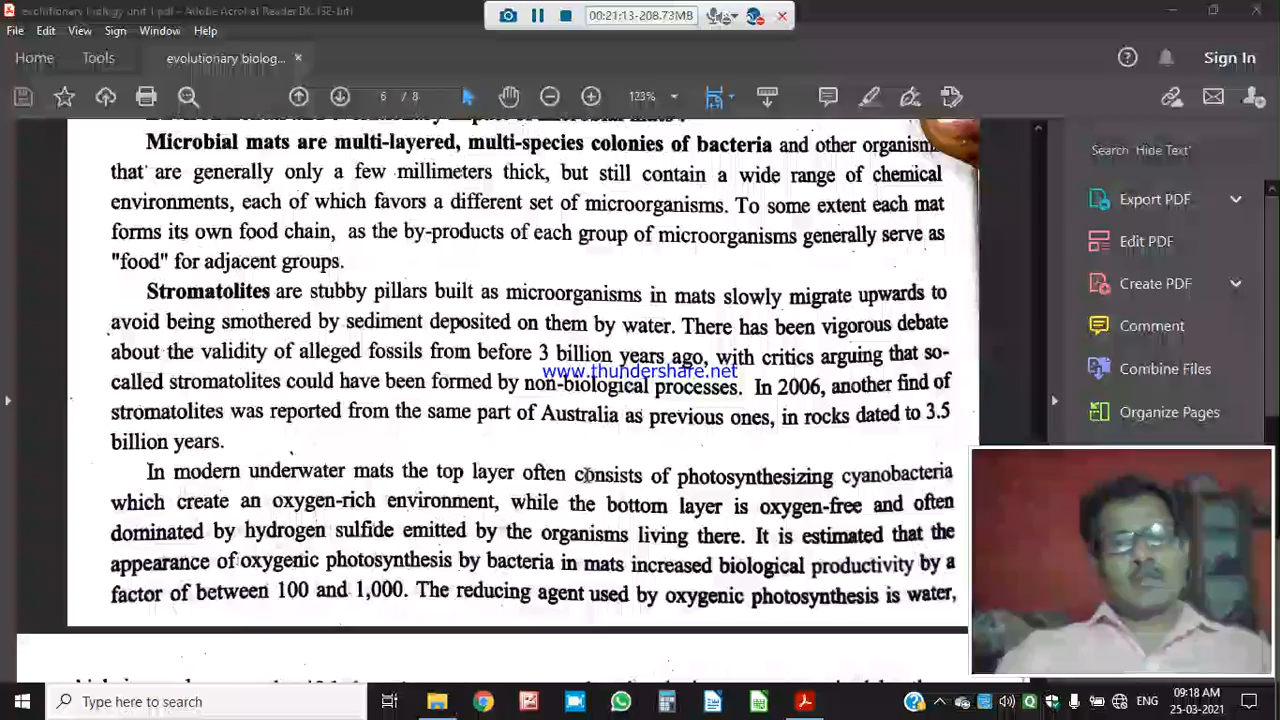 evolutionary biology unit 1.pdf - Adobe Acrobat Reader DC (32-bit)
00:21:13-208.73MB
File Edit View Sign Window Help
Home Tools evolutionary biolog... ×
Sign In
6 / 8
123%
Microbial mats are multi-layered, multi-species colonies of bacteria and other organisms
that are generally only a few millimeters thick, but still contain a wide range of chemical
environments, each of which favors a different set of microorganisms. To some extent each mat
forms its own food chain, as the by-products of each group of microorganisms generally serve as
"food" for adjacent groups.
Stromatolites are stubby pillars built as microorganisms in mats slowly migrate upwards to
avoid being smothered by sediment deposited on them by water. There has been vigorous debate
about the validity of alleged fossils from before 3 billion years ago, with critics arguing that so-
called stromatolites could have been formed by non-biological processes. In 2006, another find of
stromatolites was reported from the same part of Australia as previous ones, in rocks dated to 3.5
billion years.
In modern underwater mats the top layer often consists of photosynthesizing cyanobacteria
which create an oxygen-rich environment, while the bottom layer is oxygen-free and often
dominated by hydrogen sulfide emitted by the organisms living there. It is estimated that the
appearance of oxygenic photosynthesis by bacteria in mats increased biological productivity by a
factor of between 100 and 1,000. The reducing agent used by oxygenic photosynthesis is water,
www.thundershare.net
Search 'Hide Text'
Export PDF
Edit PDF
Create PDF
Comment
Combine Files
Organize Pages
Type here to search
ENG
09:18 AM
25-03-2021